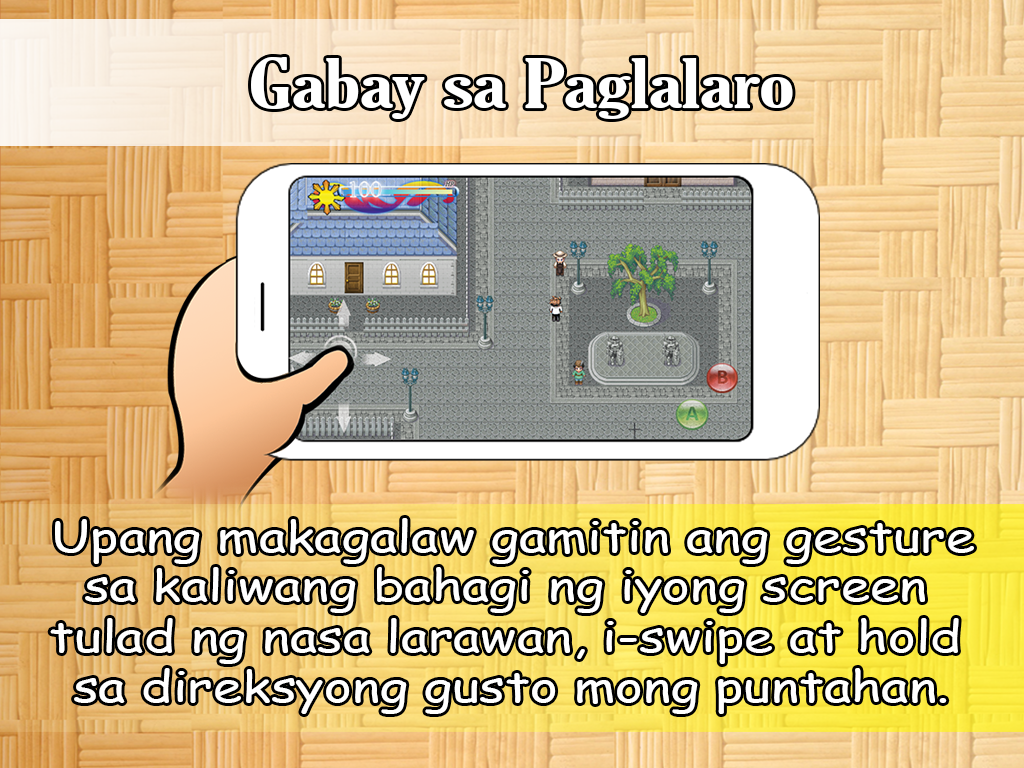 Gabay sa Paglalaro
100
B
A
Upang makagalaw gamitin ang gesture
sa kaliwang bahagi ng iyong screen
tulad ng nasa larawan, i-swipe at hold
sa direksyong gusto mong puntahan.